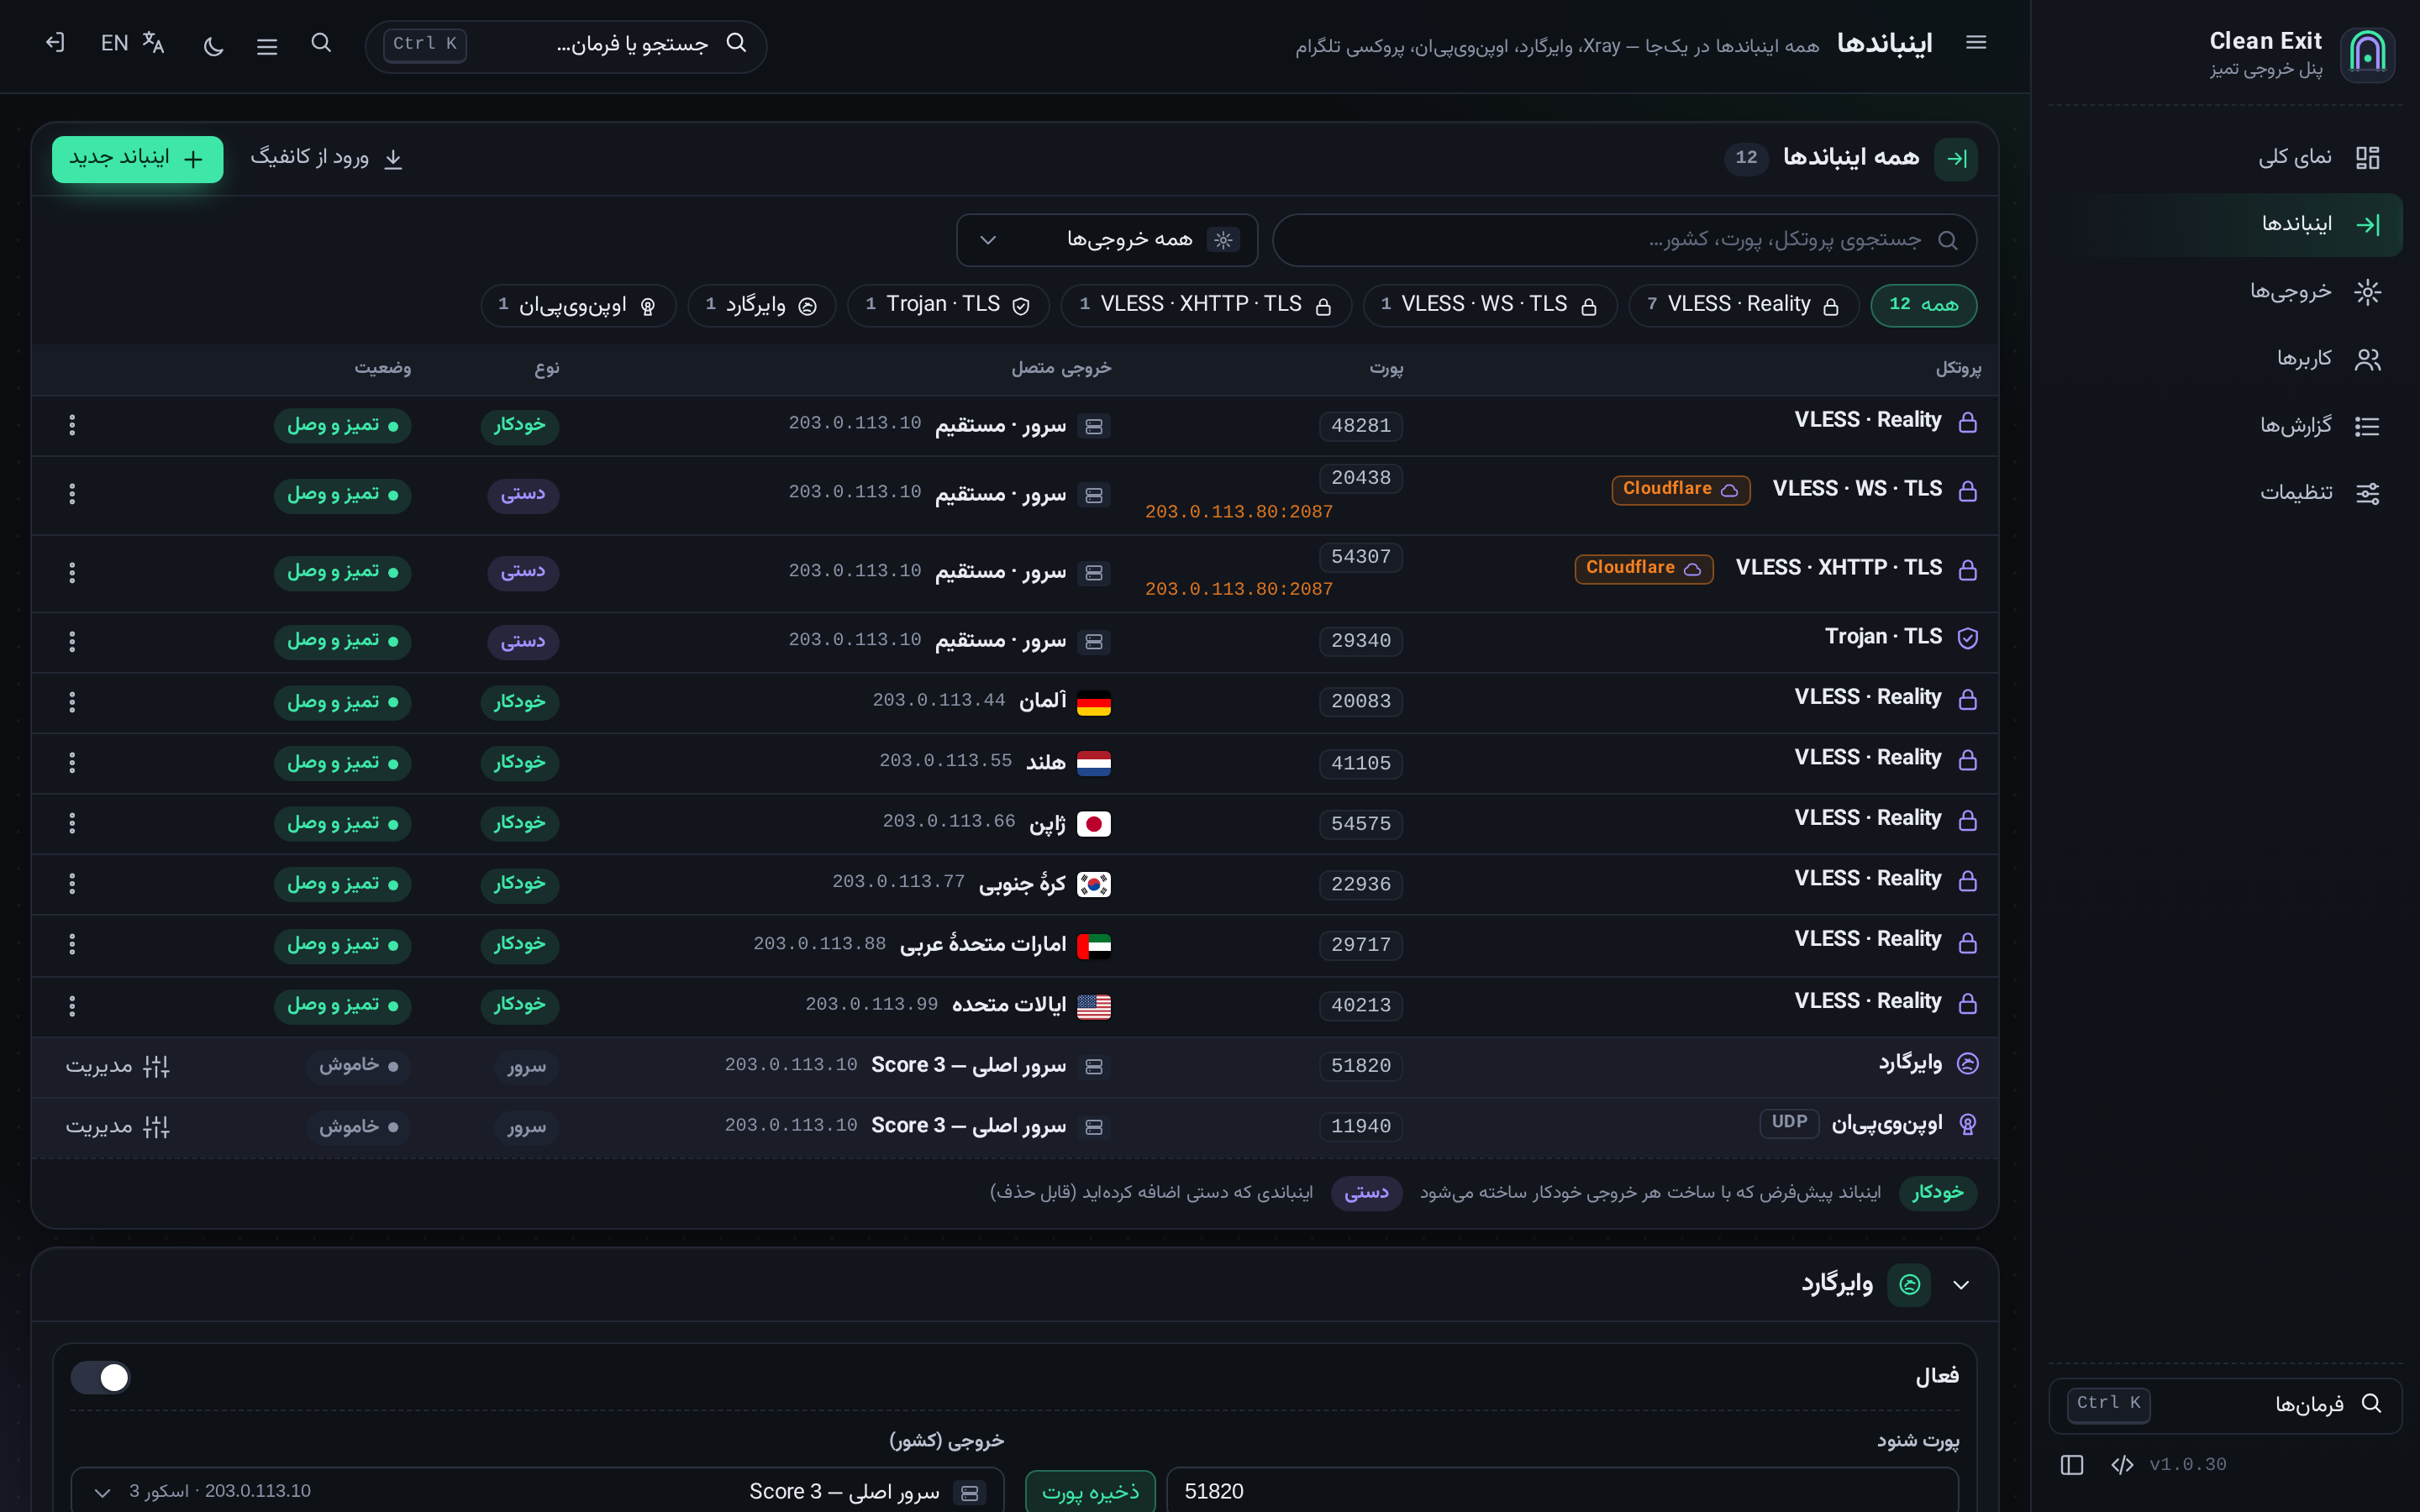 Clean Exit
پنل خروجی تمیز
نمای کلی
اینباندها
خروجی‌ها
کاربرها
گزارش‌ها
تنظیمات
فرمان‌ها Ctrl K
v1.0.30
اینباندها همه اینباندها در یک‌جا — Xray، وایرگارد، اوپن‌وی‌پی‌ان، پروکسی تلگرام
جستجو یا فرمان… Ctrl K
EN
همه اینباندها 12
ورود از کانفیگ
اینباند جدید
جستجوی پروتکل، پورت، کشور…
همه خروجی‌ها
همه 12
VLESS · Reality 7
VLESS · WS · TLS 1
VLESS · XHTTP · TLS 1
Trojan · TLS 1
وایرگارد 1
اوپن‌وی‌پی‌ان 1
پروتکل پورت خروجی متصل نوع وضعیت
VLESS · Reality 48281 سرور · مستقیم 203.0.113.10 خودکار تمیز و وصل
VLESS · WS · TLS Cloudflare 20438 سرور · مستقیم 203.0.113.10 دستی تمیز و وصل
203.0.113.80:2087
VLESS · XHTTP · TLS Cloudflare 54307 سرور · مستقیم 203.0.113.10 دستی تمیز و وصل
203.0.113.80:2087
Trojan · TLS 29340 سرور · مستقیم 203.0.113.10 دستی تمیز و وصل
VLESS · Reality 20083 آلمان 203.0.113.44 خودکار تمیز و وصل
VLESS · Reality 41105 هلند 203.0.113.55 خودکار تمیز و وصل
VLESS · Reality 54575 ژاپن 203.0.113.66 خودکار تمیز و وصل
VLESS · Reality 22936 کرهٔ جنوبی 203.0.113.77 خودکار تمیز و وصل
VLESS · Reality 29717 امارات متحدهٔ عربی 203.0.113.88 خودکار تمیز و وصل
VLESS · Reality 40213 ایالات متحده 203.0.113.99 خودکار تمیز و وصل
وایرگارد 51820 سرور اصلی — Score 3 203.0.113.10 سرور خاموش مدیریت
اوپن‌وی‌پی‌ان UDP 11940 سرور اصلی — Score 3 203.0.113.10 سرور خاموش مدیریت
خودکار اینباند پیش‌فرض که با ساخت هر خروجی خودکار ساخته می‌شود دستی اینباندی که دستی اضافه کرده‌اید (قابل حذف)
وایرگارد
فعال
پورت شنود
51820 ذخیره پورت
خروجی (کشور)
سرور اصلی — Score 3 203.0.113.10 · اسکور 3